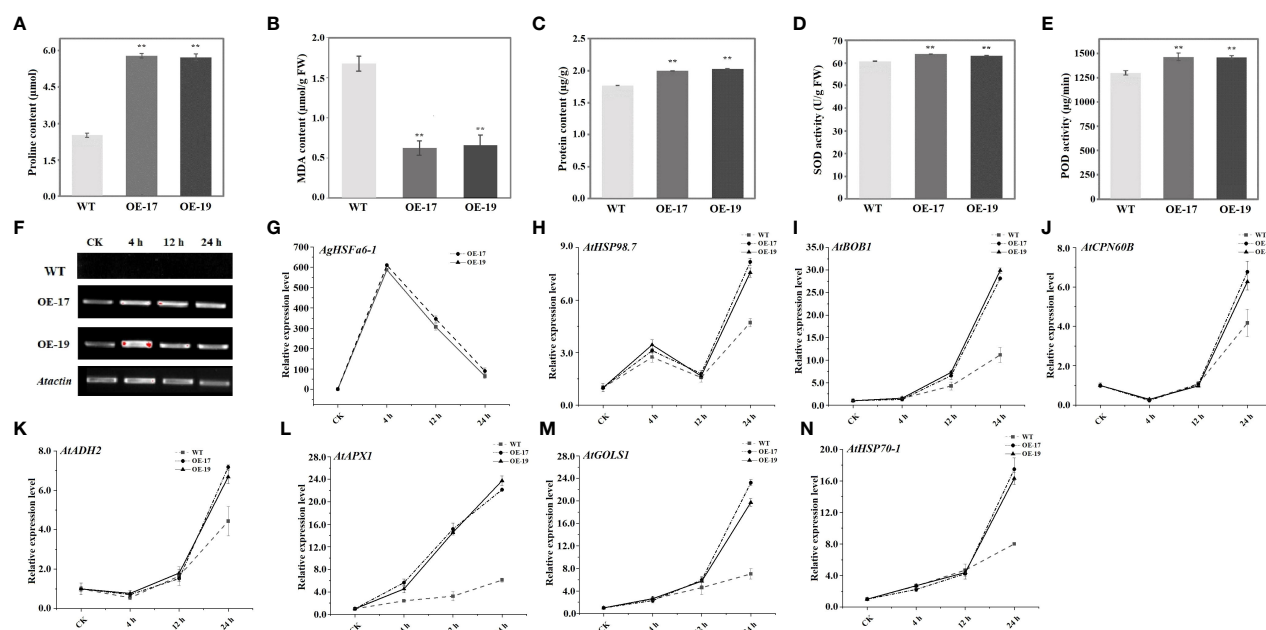 A
Proline content (μmol)
6.0
4.5
3.0
1.5
0
**
**
WT OE-17 OE-19
B
MDA content (μmol/g FW)
2.0
1.5
1.0
0.5
0.0
**
**
WT OE-17 OE-19
C
Protein content (μg/g)
2.5
2.0
1.5
1.0
0.5
0.0
**
**
WT OE-17 OE-19
D
SOD activity (U/g FW)
70
60
50
40
30
20
10
0
**
**
WT OE-17 OE-19
E
POD activity (μg/min)
1500
1250
1000
750
500
250
0
**
**
WT OE-17 OE-19
F
CK 4 h 12 h 24 h
WT
OE-17
OE-19
Atactin
G
AgHSFa6-1
Relative expression level
700
600
500
400
300
200
100
0
OE-17
OE-19
CK 4 h 12 h 24 h
H
AtHSP98.7
Relative expression level
9.0
6.0
3.0
0.0
WT
OE-17
OE-19
CK 4 h 12 h 24 h
I
AtBOB1
Relative expression level
35.0
30.0
25.0
20.0
15.0
10.0
5.0
0.0
WT
OE-17
OE-19
CK 4 h 12 h 24 h
J
AtCPN60B
Relative expression level
8.0
6.0
4.0
2.0
0.0
WT
OE
OE
CK 4 h 12 h 24 h
K
AtADH2
Relative expression level
8.0
6.0
4.0
2.0
0.0
WT
OE-17
OE-19
CK 4 h 12 h 24 h
L
AtAPX1
Relative expression level
28.0
24.0
20.0
16.0
12.0
8.0
4.0
0.0
WT
OE-17
OE-19
CK 4 h 12 h 24 h
M
AtGOLS1
Relative expression level
28.0
24.0
20.0
16.0
12.0
8.0
4.0
0.0
WT
OE-17
OE-19
CK 4 h 12 h 24 h
N
AtHSP70-1
Relative expression level
20.0
16.0
12.0
8.0
4.0
0.0
WT
OE-17
OE-19
CK 4 h 12 h 24 h